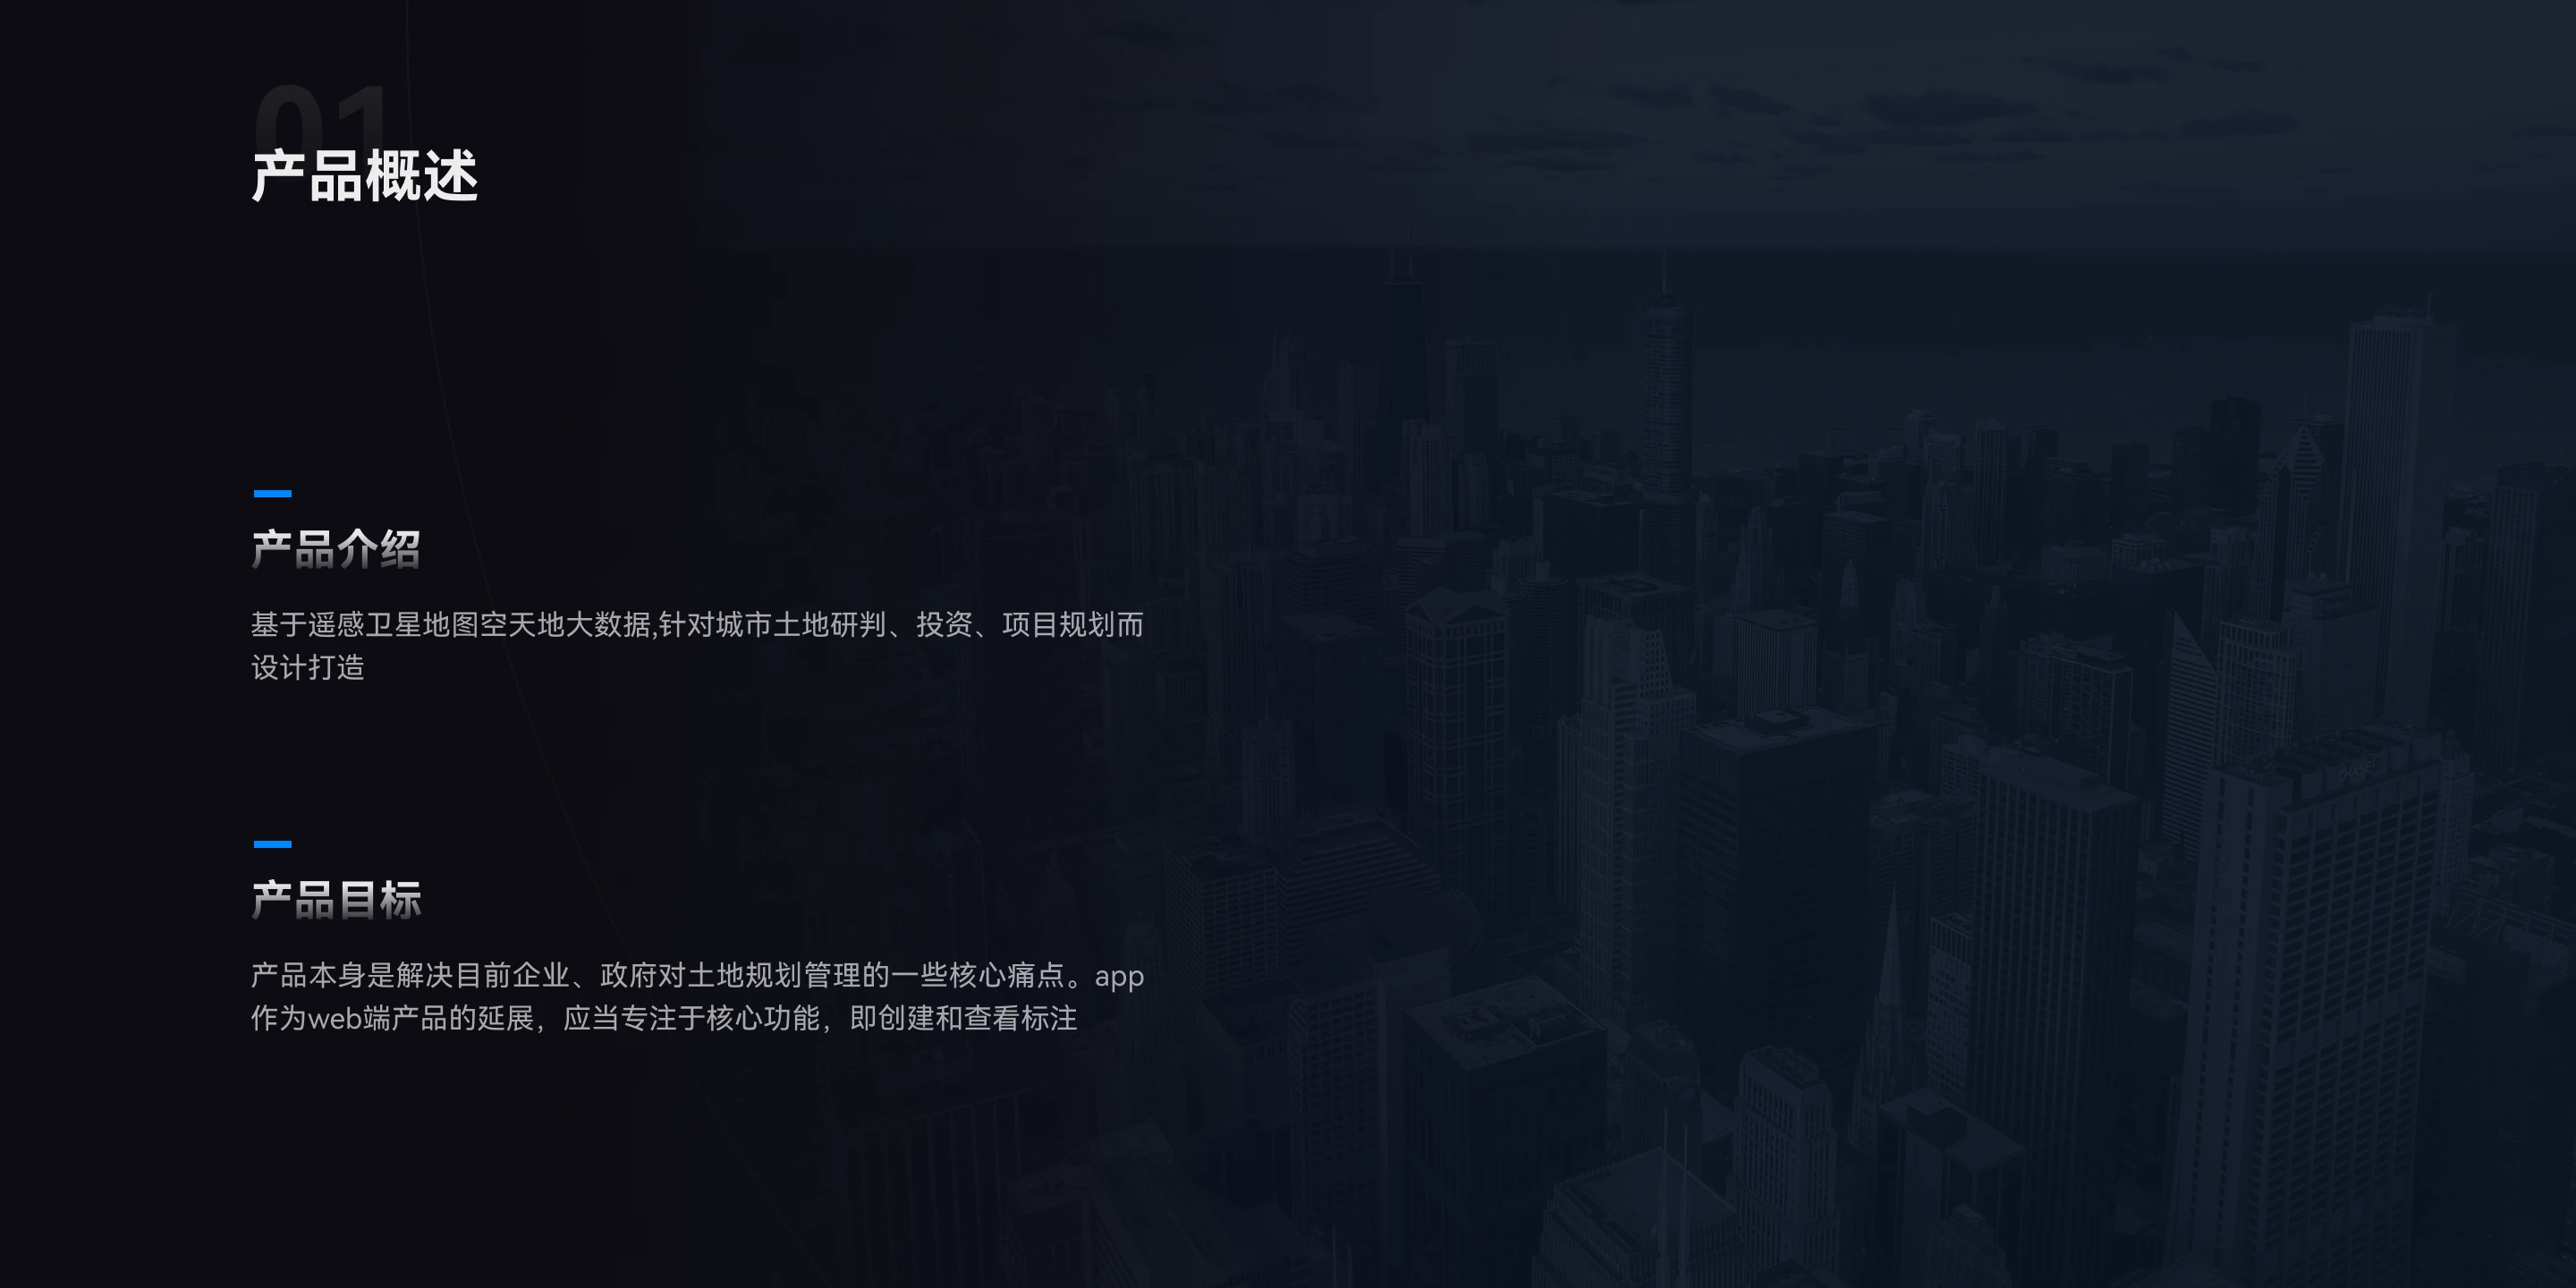 01
产品概述
产品介绍
基于遥感卫星地图空天地大数据,针对城市土地研判、投资、项目规划而
设计打造
产品目标
产品本身是解决目前企业、政府对土地规划管理的一些核心痛点。app
作为web端产品的延展，应当专注于核心功能，即创建和查看标注
CHASE